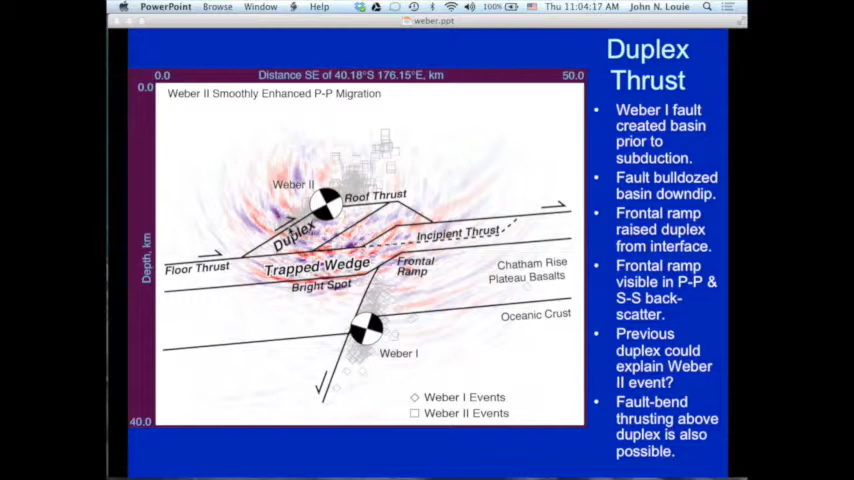 PowerPoint Browse Window Help 100% Thu 11:04:17 AM John N. Louie
weber.ppt
Duplex
Thrust
0.0 Distance SE of 40.18°S 176.15°E, km 50.0
0.0
Weber II Smoothly Enhanced P-P Migration
Weber II
Roof Thrust
Duplex
Incipient Thrust
Floor Thrust
Trapped Wedge
Frontal
Ramp
Bright Spot
Chatham Rise
Plateau Basalts
Oceanic Crust
Weber I
Weber I Events
Weber II Events
Depth, km
40.0
• Weber I fault
created basin
prior to
subduction.
• Fault bulldozed
basin downdip.
• Frontal ramp
raised duplex
from interface.
• Frontal ramp
visible in P-P &
S-S back-
scatter.
• Previous
duplex could
explain Weber
II event?
• Fault-bend
thrusting above
duplex is also
possible.